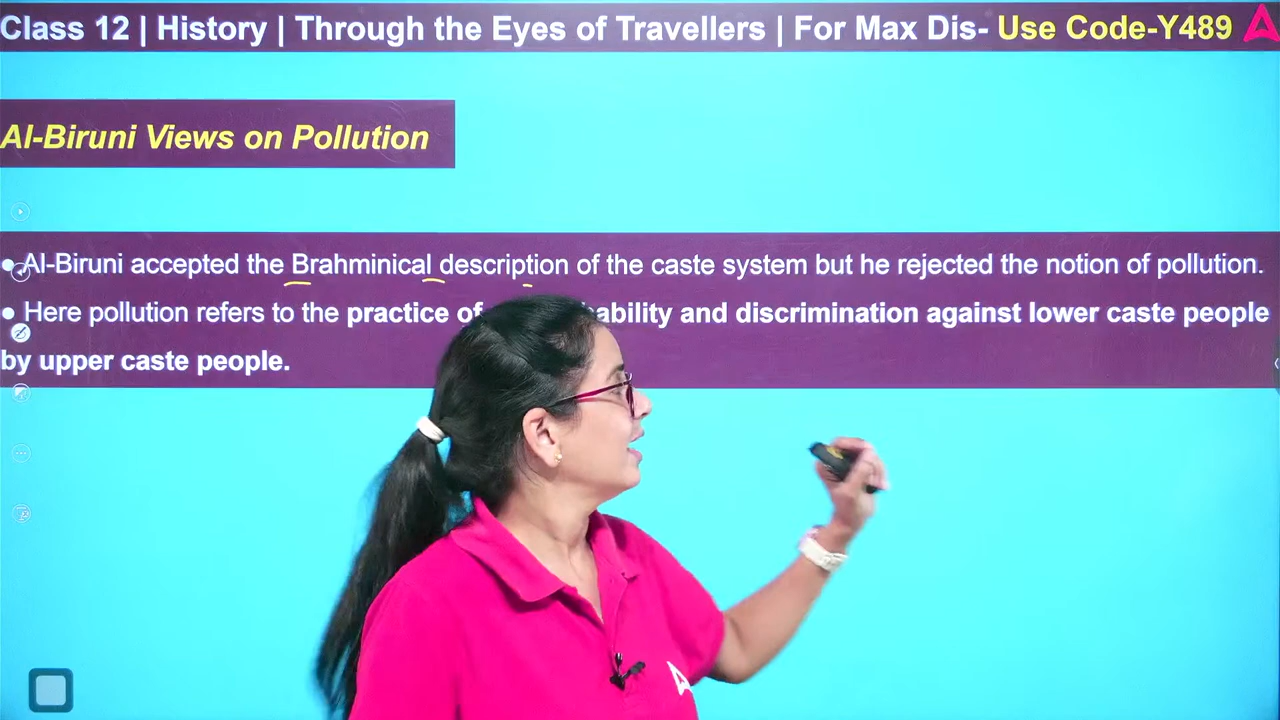 Class 12 | History | Through the Eyes of Travellers | For Max Dis- Use Code-Y489
Al-Biruni Views on Pollution
● Al-Biruni accepted the Brahminical description of the caste system but he rejected the notion of pollution.
● Here pollution refers to the practice of and discrimination against lower caste people
by upper caste people.